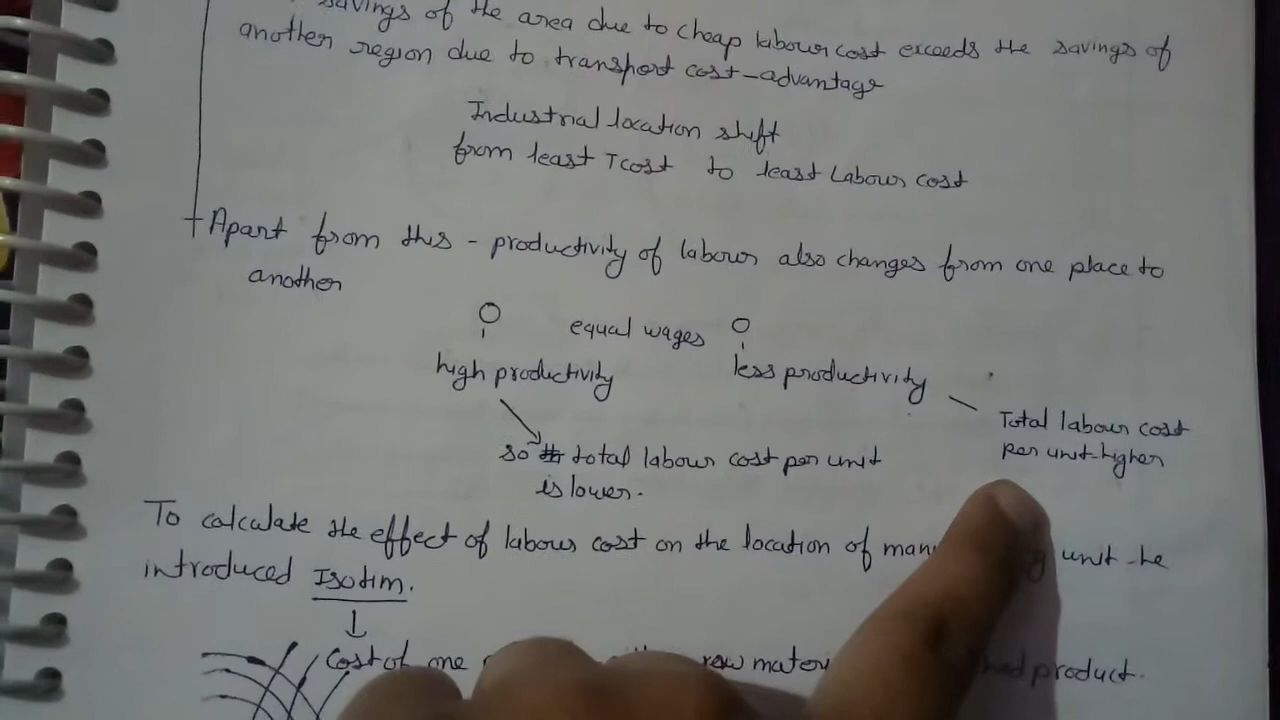 savings of the area due to cheap labour cost exceeds the savings of
another region due to transport cost-advantage
Industrial location shift
from least Tcost to least Labour cost
Apart from this - productivity of labour also changes from one place to
another
equal wages
high productivity
less productivity
Total labour cost
per unit-higher
so total labour cost per unit
is lower.
To calculate the effect of labour cost on the location of unit - he
introduced Isotim.
Cost of one raw product.